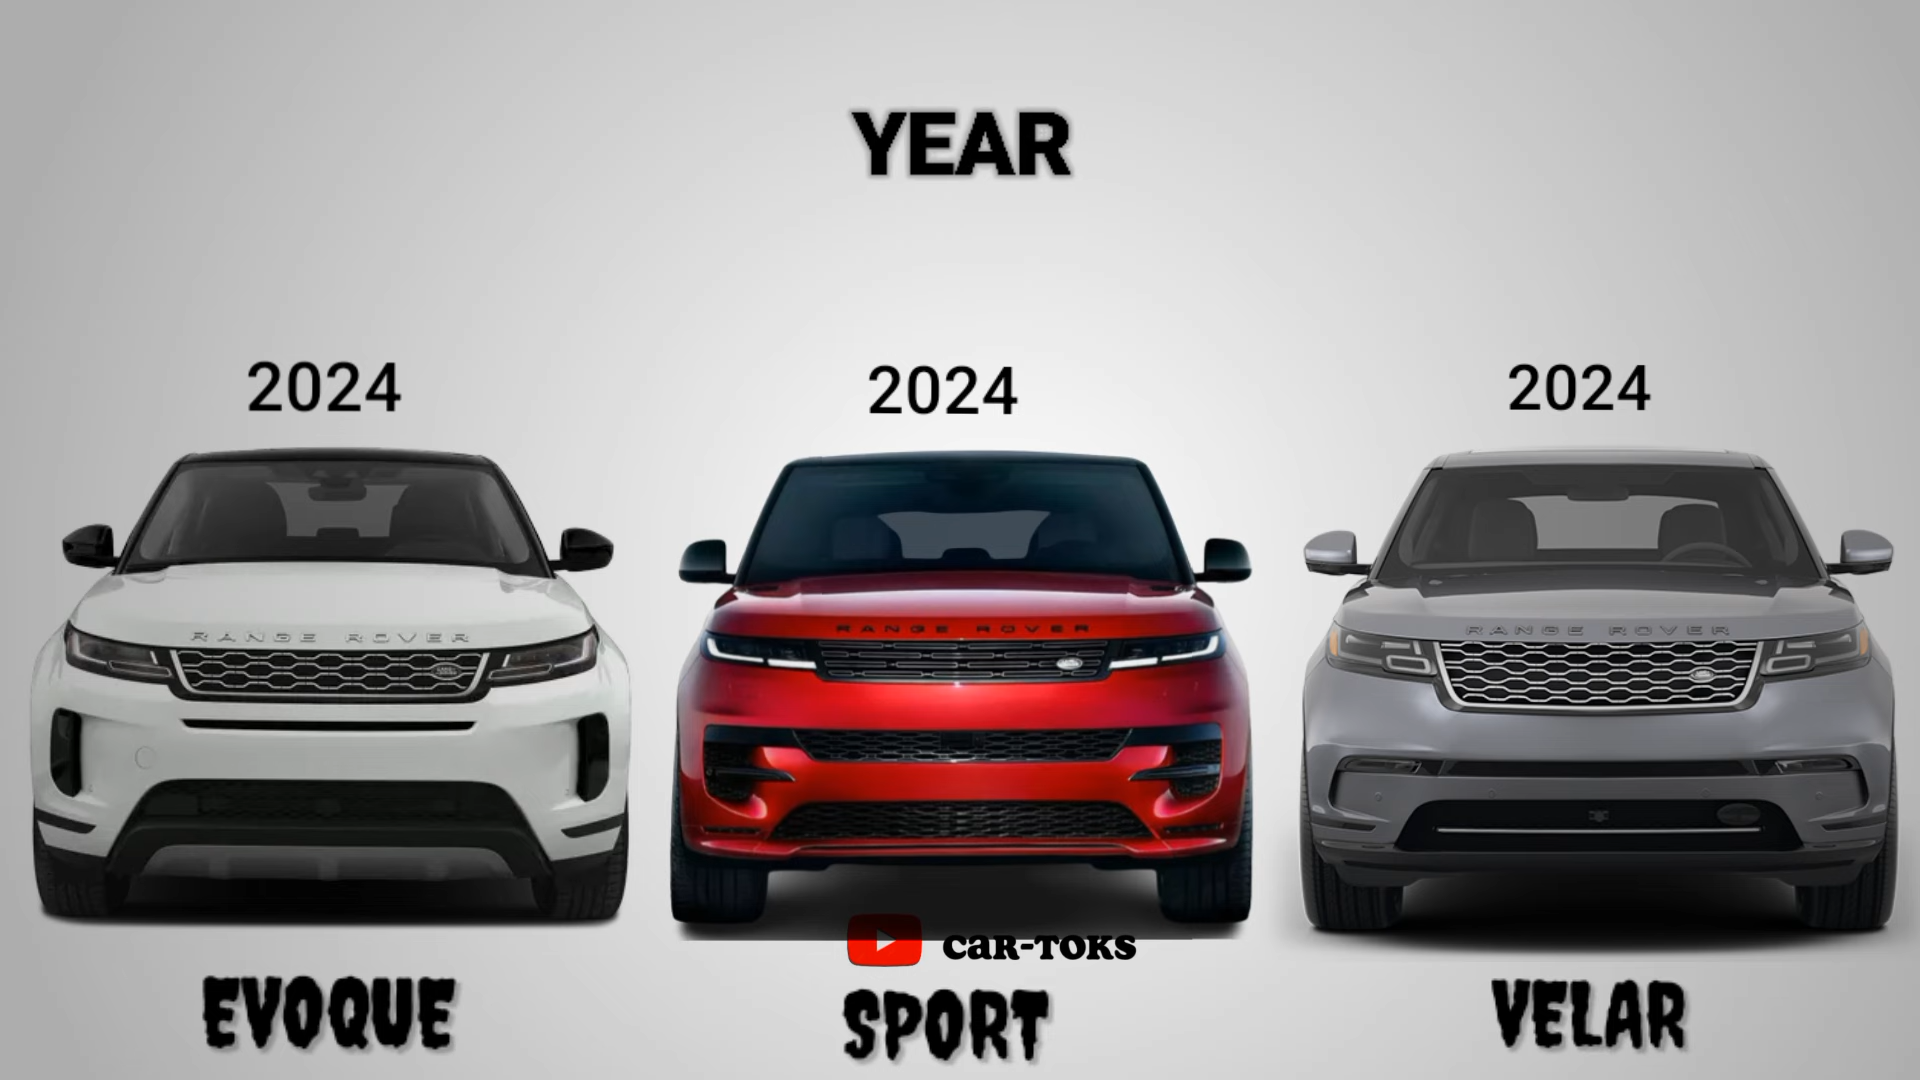 YEAR
2024
2024
2024
RANGE ROVER
RANGE ROVER
RANGE ROVER
CAR-TOKS
EVOQUE
SPORT
VELAR